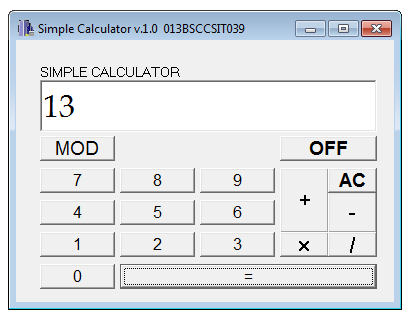 Simple Calculator v.1.0 013BSCCSIT039
SIMPLE CALCULATOR
13
MOD OFF
7 8 9 + AC
4 5 6 -
1 2 3 × /
0 =